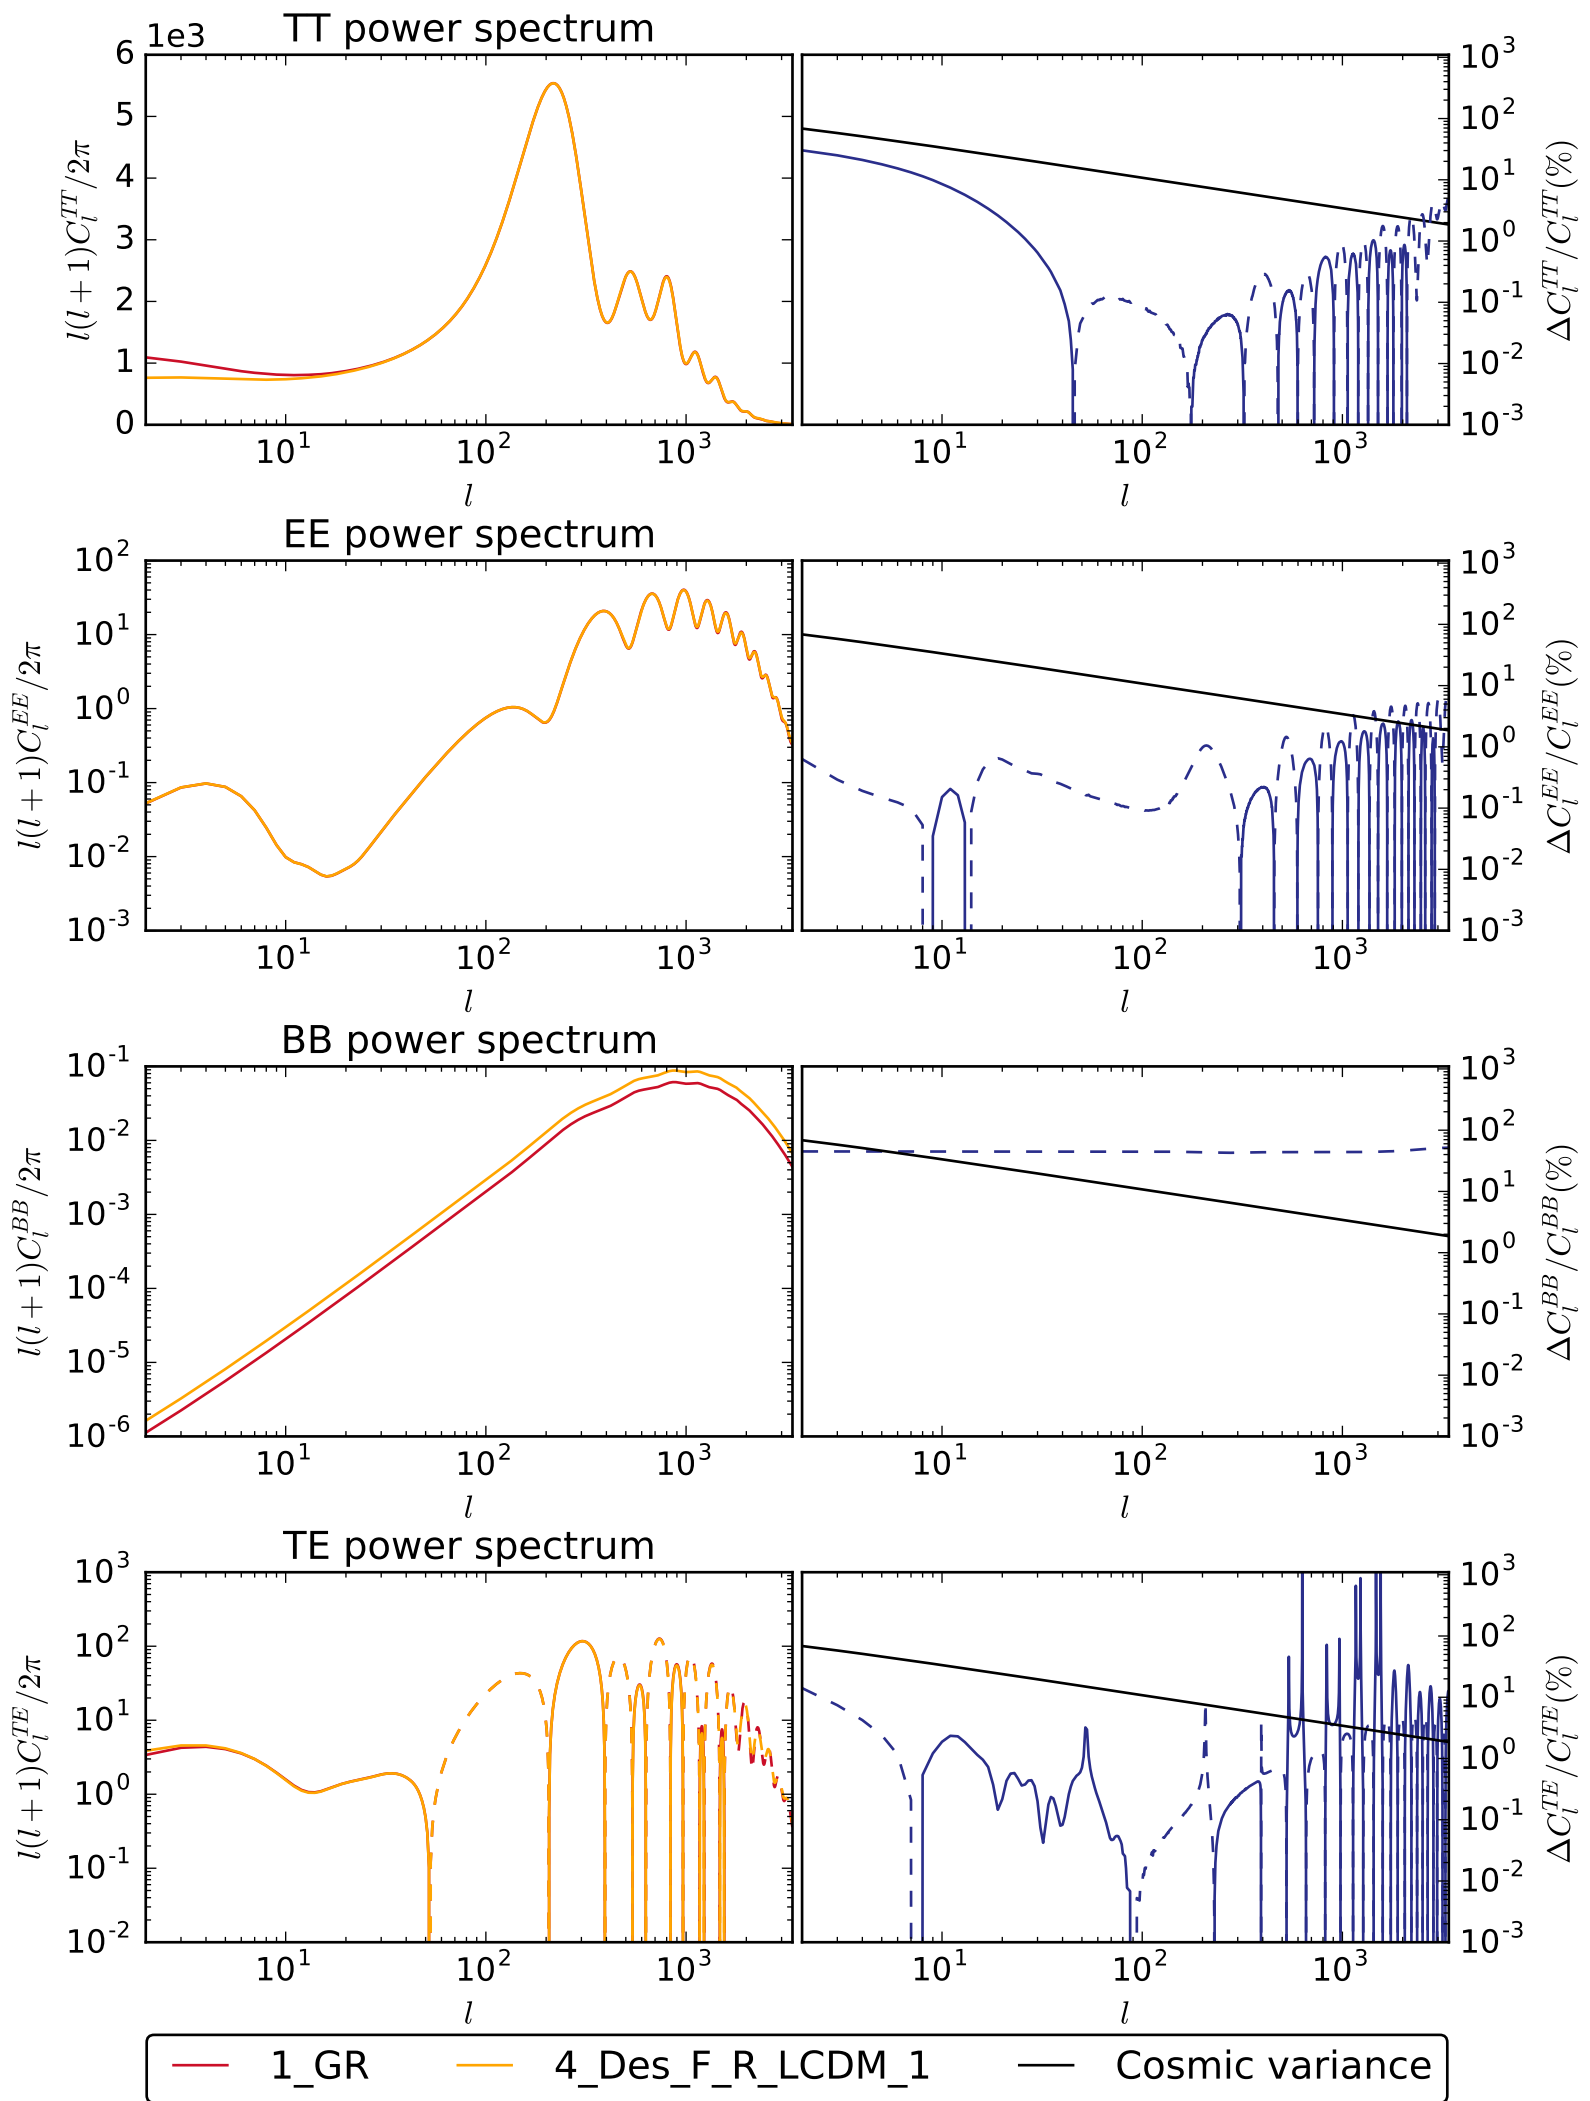 TT power spectrum
1e3
6
5
4
3
2
1
0
l(l+1)C_l^{TT}/2π
10^1 10^2 10^3
l
10^3
10^2
10^1
10^0
10^-1
10^-2
10^-3
ΔC_l^{TT}/C_l^{TT}(%)
10^1 10^2 10^3
l
EE power spectrum
10^2
10^1
10^0
10^-1
10^-2
10^-3
l(l+1)C_l^{EE}/2π
10^1 10^2 10^3
l
10^3
10^2
10^1
10^0
10^-1
10^-2
10^-3
ΔC_l^{EE}/C_l^{EE}(%)
10^1 10^2 10^3
l
BB power spectrum
10^-1
10^-2
10^-3
10^-4
10^-5
10^-6
l(l+1)C_l^{BB}/2π
10^1 10^2 10^3
l
10^3
10^2
10^1
10^0
10^-1
10^-2
10^-3
ΔC_l^{BB}/C_l^{BB}(%)
10^1 10^2 10^3
l
TE power spectrum
10^3
10^2
10^1
10^0
10^-1
10^-2
l(l+1)C_l^{TE}/2π
10^1 10^2 10^3
l
10^3
10^2
10^1
10^0
10^-1
10^-2
10^-3
ΔC_l^{TE}/C_l^{TE}(%)
10^1 10^2 10^3
l
1_GR 4_Des_F_R_LCDM_1 Cosmic variance